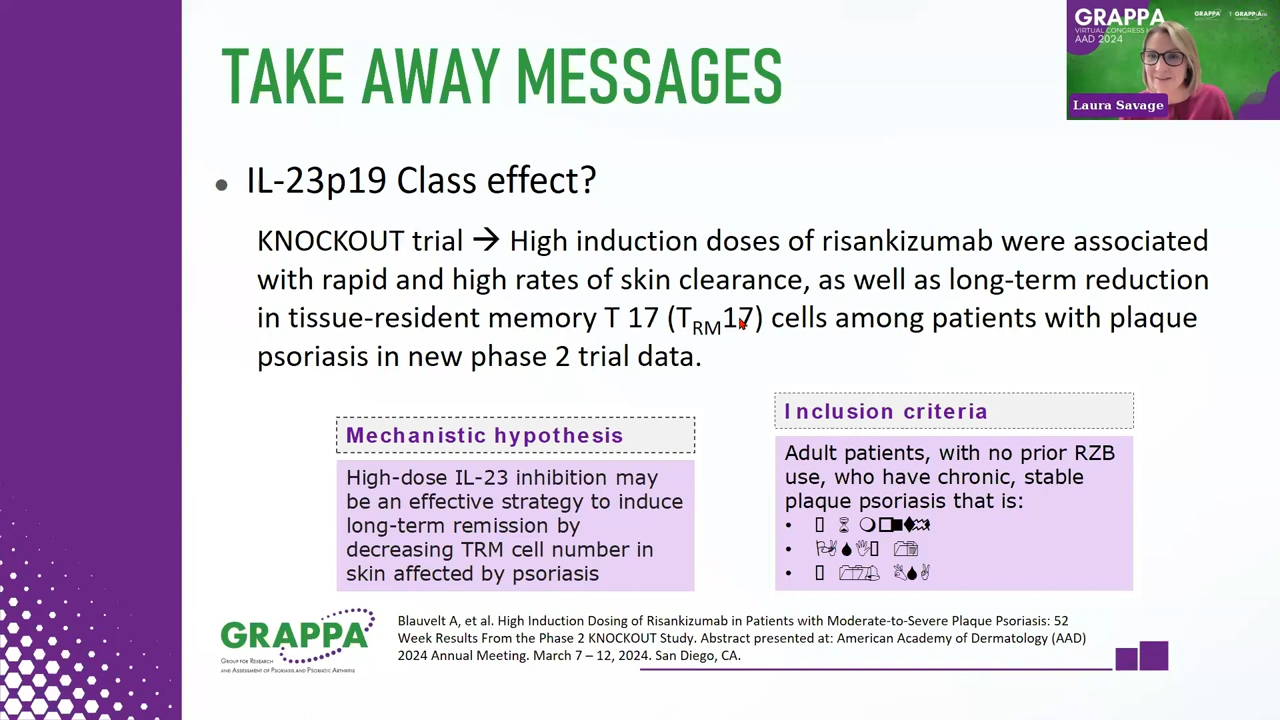 TAKE AWAY MESSAGES
GRAPPA
VIRTUAL CONGRESS
AAD 2024
Laura Savage
• IL-23p19 Class effect?
KNOCKOUT trial → High induction doses of risankizumab were associated
with rapid and high rates of skin clearance, as well as long-term reduction
in tissue-resident memory T 17 (TRM17) cells among patients with plaque
psoriasis in new phase 2 trial data.
Mechanistic hypothesis
High-dose IL-23 inhibition may
be an effective strategy to induce
long-term remission by
decreasing TRM cell number in
skin affected by psoriasis
Inclusion criteria
Adult patients, with no prior RZB
use, who have chronic, stable
plaque psoriasis that is:
GRAPPA
GROUP FOR RESEARCH
AND ASSESSMENT OF PSORIASIS AND PSORIATIC ARTHRITIS
Blauvelt A, et al. High Induction Dosing of Risankizumab in Patients with Moderate-to-Severe Plaque Psoriasis: 52
Week Results From the Phase 2 KNOCKOUT Study. Abstract presented at: American Academy of Dermatology (AAD)
2024 Annual Meeting. March 7 – 12, 2024. San Diego, CA.